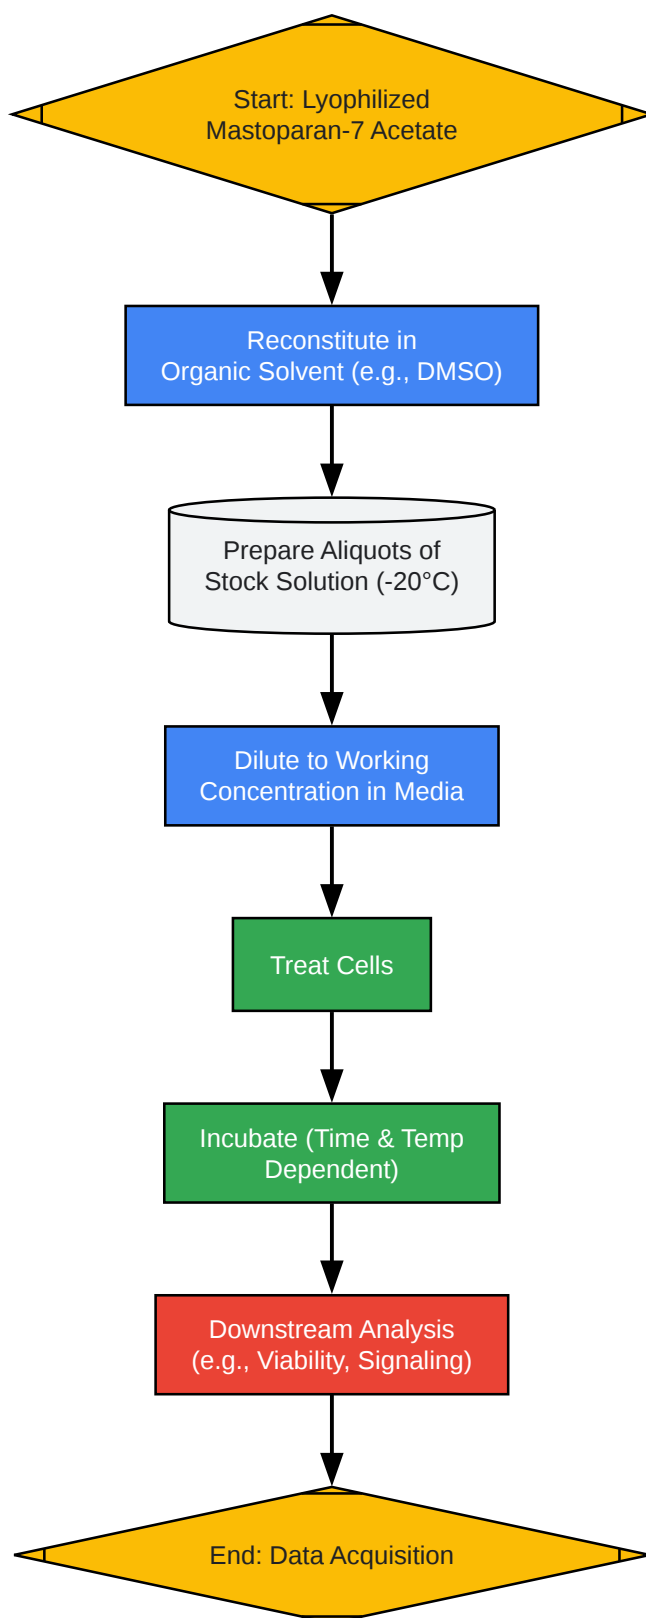 Start: Lyophilized
Mastoparan-7 Acetate
Reconstitute in
Organic Solvent (e.g., DMSO)
Prepare Aliquots of
Stock Solution (-20°C)
Dilute to Working
Concentration in Media
Treat Cells
Incubate (Time & Temp
Dependent)
Downstream Analysis
(e.g., Viability, Signaling)
End: Data Acquisition